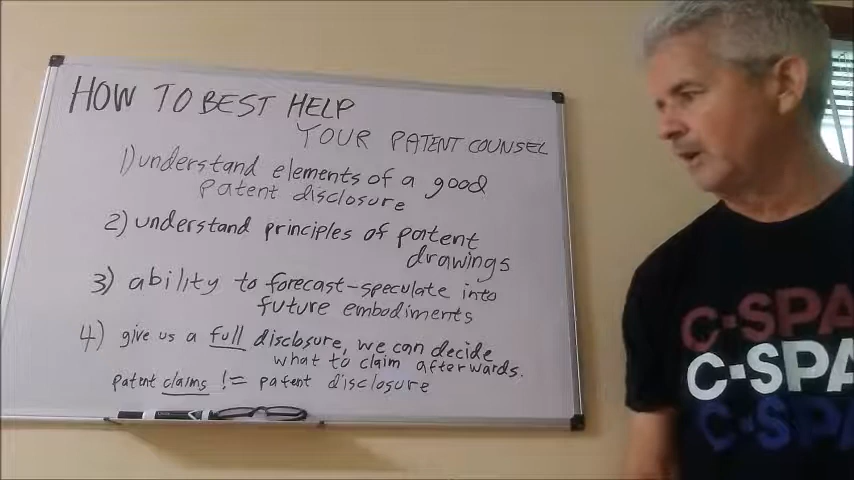 HOW TO BEST HELP
YOUR PATENT COUNSEL
1) understand elements of a good
patent disclosure
2) understand principles of patent
drawings
3) ability to forecast-speculate into
future embodiments
4) give us a full disclosure, we can decide
what to claim afterwards.
patent claims != patent disclosure
C-SPA
C-SPA
C-SPA